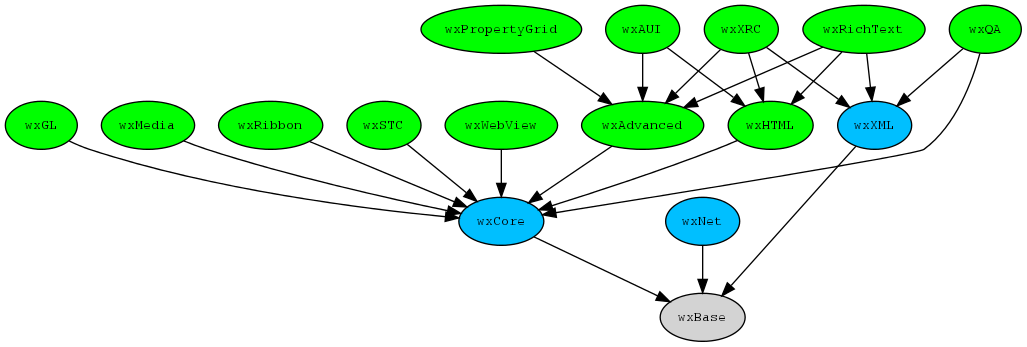 wxPropertyGrid
wxAUI
wxXRC
wxRichText
wxQA
wxGL
wxMedia
wxRibbon
wxSTC
wxWebView
wxAdvanced
wxHTML
wxXML
wxCore
wxNet
wxBase